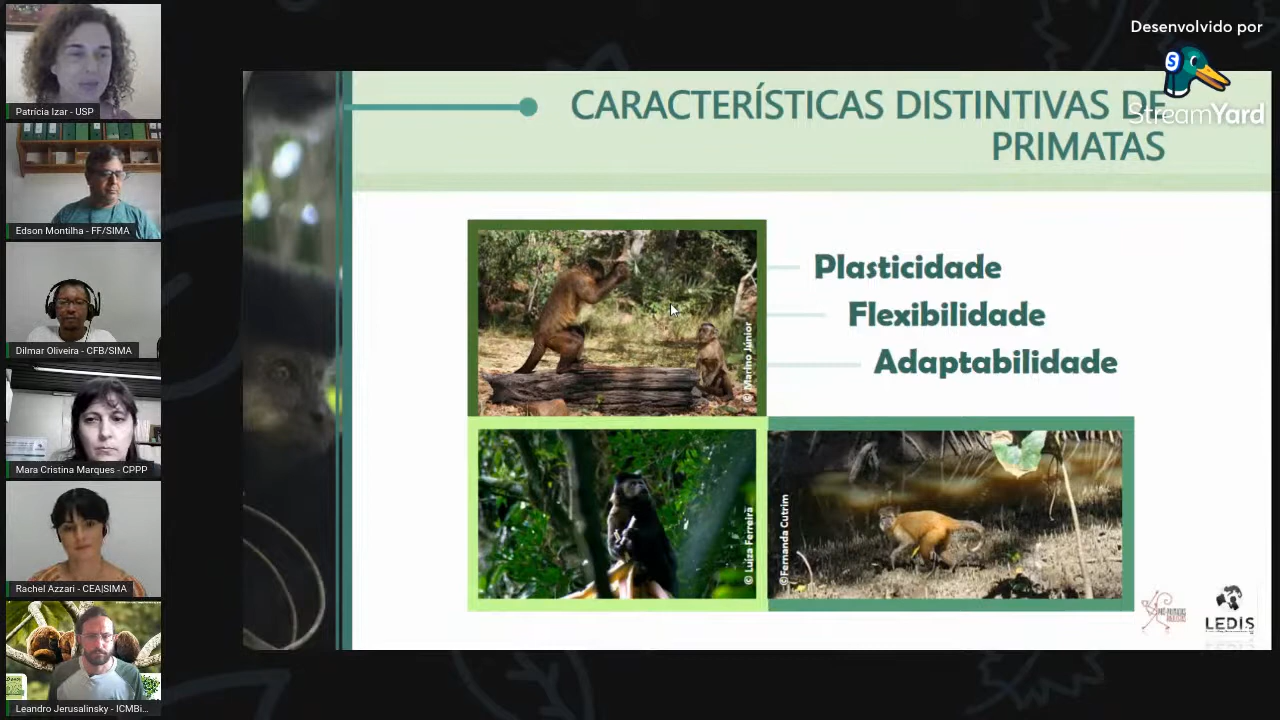 Desenvolvido por
StreamYard
Patrícia Izar - USP
Edson Montilha - FF/SIMA
Dilmar Oliveira - CFB/SIMA
Mara Cristina Marques - CPPP
Rachel Azzari - CEA|SIMA
Leandro Jerusalinsky - ICMBi...
CARACTERÍSTICAS DISTINTIVAS DE
PRIMATAS
Plasticidade
Flexibilidade
Adaptabilidade
© Marino Júnior
© Luiza Ferreira
©Fernanda Cutrim
LEDIS